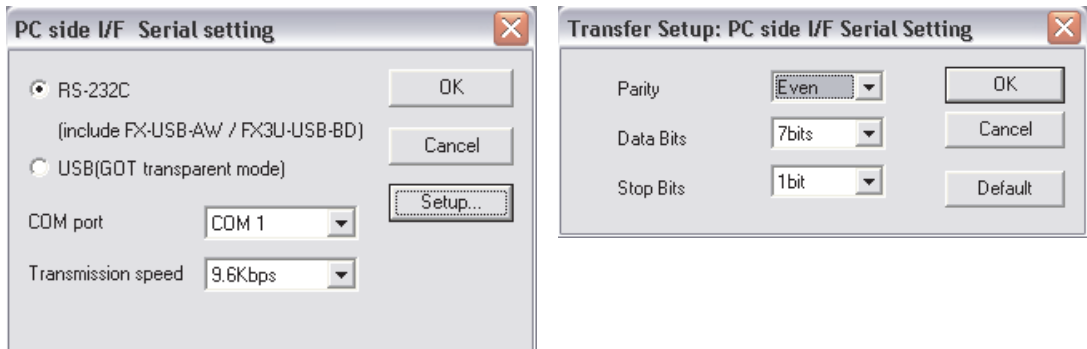 PC side I/F Serial setting
RS-232C
(include FX-USB-AW / FX3U-USB-BD)
USB(GOT transparent mode)
COM port
COM 1
Transmission speed
9.6Kbps
OK
Cancel
Setup...
Transfer Setup: PC side I/F Serial Setting
Parity
Even
Data Bits
7bits
Stop Bits
1bit
OK
Cancel
Default